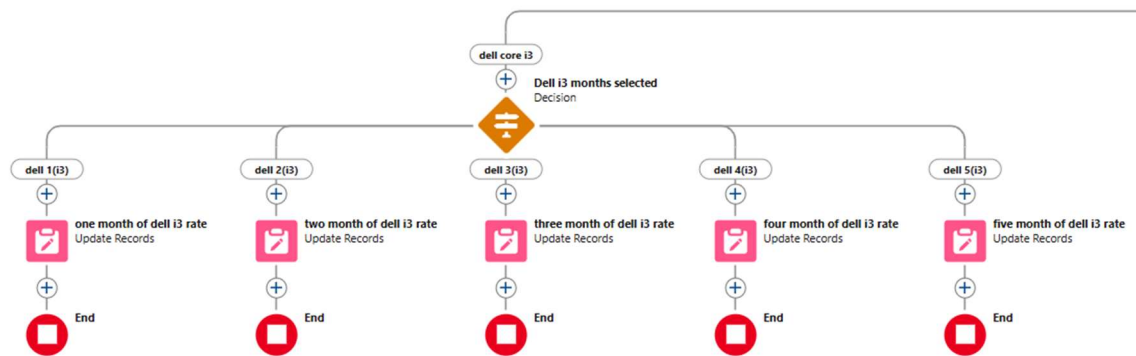 dell core i3
Dell i3 months selected
Decision
dell 1(i3)
dell 2(i3)
dell 3(i3)
dell 4(i3)
dell 5(i3)
one month of dell i3 rate
Update Records
two month of dell i3 rate
Update Records
three month of dell i3 rate
Update Records
four month of dell i3 rate
Update Records
five month of dell i3 rate
Update Records
End
End
End
End
End